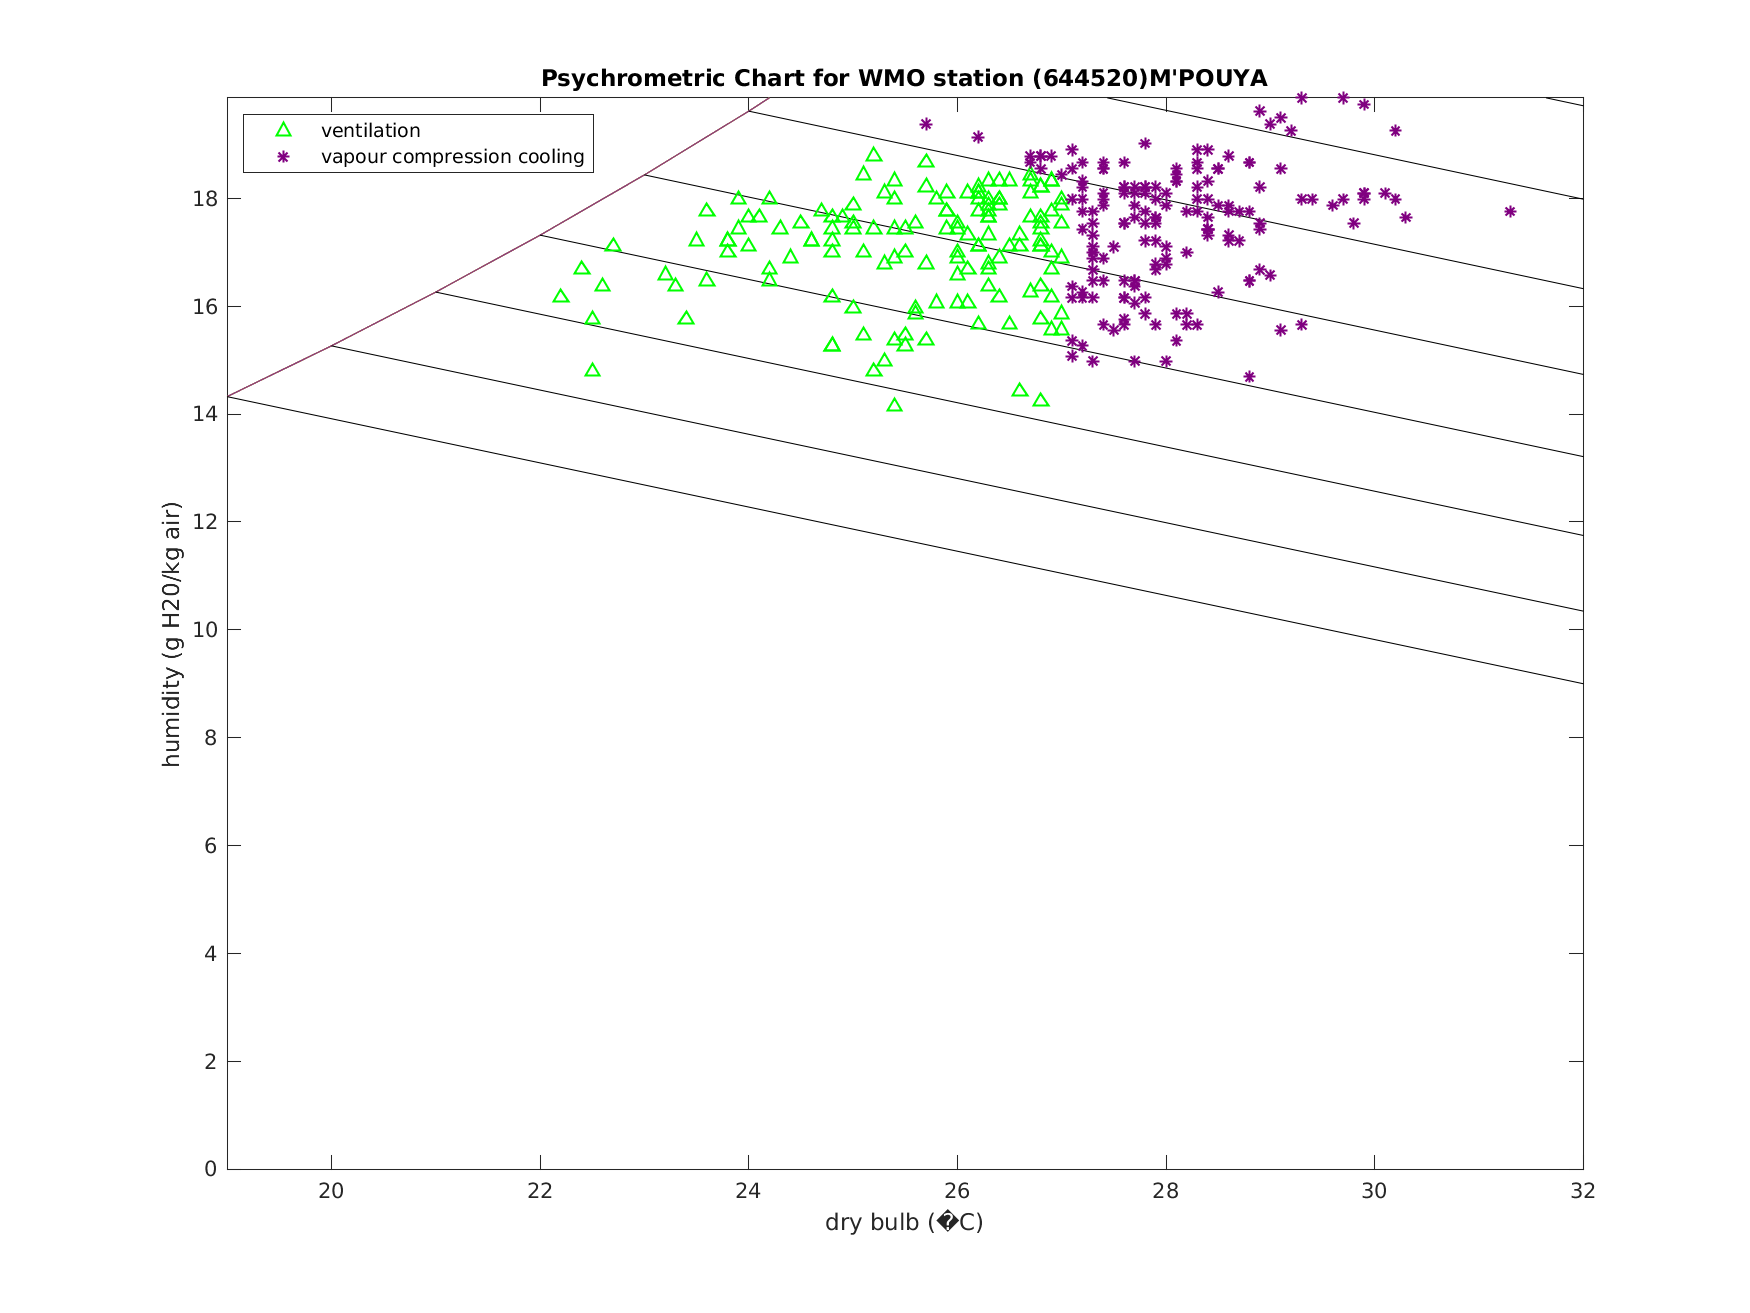 Psychrometric Chart for WMO station (644520)M'POUYA
ventilation
vapour compression cooling
humidity (g H20/kg air)
18
16
14
12
10
8
6
4
2
0
20 22 24 26 28 30 32
dry bulb (�C)